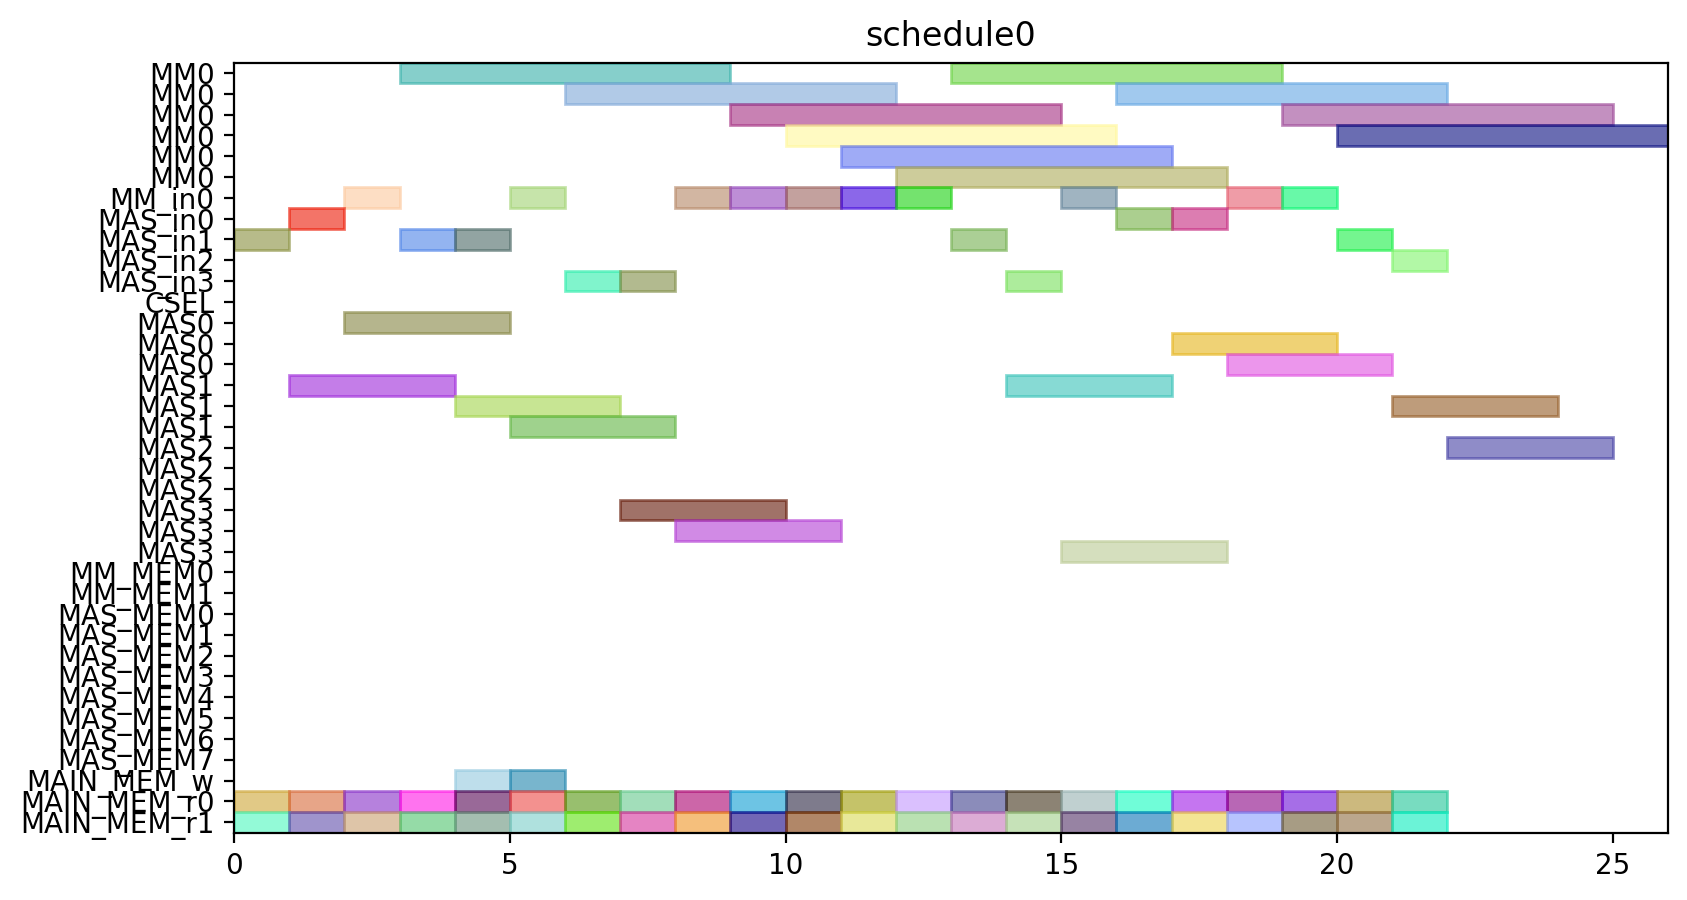 schedule0
MM0
MM0
MM0
MM0
MM0
MM0
MM_in0
MAS_in0
MAS_in1
MAS_in2
MAS_in3
CSEL
MAS0
MAS0
MAS0
MAS1
MAS1
MAS1
MAS2
MAS2
MAS2
MAS3
MAS3
MAS3
MM_MEM0
MM_MEM1
MAS_MEM0
MAS_MEM1
MAS_MEM2
MAS_MEM3
MAS_MEM4
MAS_MEM5
MAS_MEM6
MAS_MEM7
MAIN_MEM_w
MAIN_MEM_r0
MAIN_MEM_r1
0 5 10 15 20 25